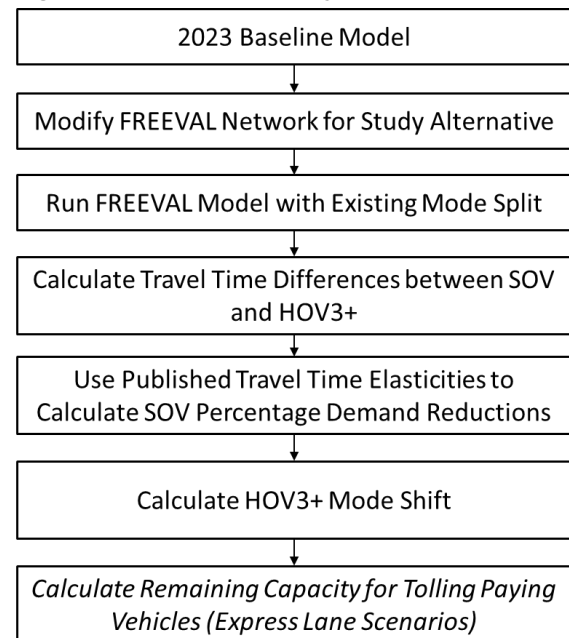 2023 Baseline Model
Modify FREEVAL Network for Study Alternative
Run FREEVAL Model with Existing Mode Split
Calculate Travel Time Differences between SOV
and HOV3+
Use Published Travel Time Elasticities to
Calculate SOV Percentage Demand Reductions
Calculate HOV3+ Mode Shift
Calculate Remaining Capacity for Tolling Paying
Vehicles (Express Lane Scenarios)